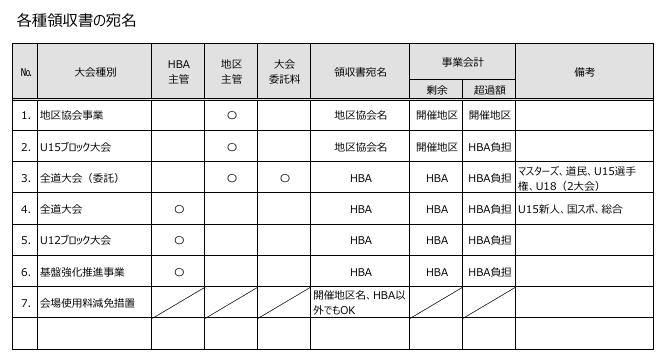 各種領収書の宛名
No. 大会種別 HBA主管 地区主管 大会委託料 領収書宛名 事業会計 備考
剰余 超過額
1. 地区協会事業 ○ 地区協会名 開催地区 開催地区
2. U15ブロック大会 ○ 地区協会名 開催地区 HBA負担
3. 全道大会（委託） ○ ○ HBA HBA HBA負担 マスターズ、道民、U15選手
権、U18（2大会）
4. 全道大会 ○ HBA HBA HBA負担 U15新人、国スポ、総合
5. U12ブロック大会 ○ HBA HBA HBA負担
6. 基盤強化推進事業 ○ HBA HBA HBA負担
7. 会場使用料減免措置 開催地区名、HBA以
外でもOK